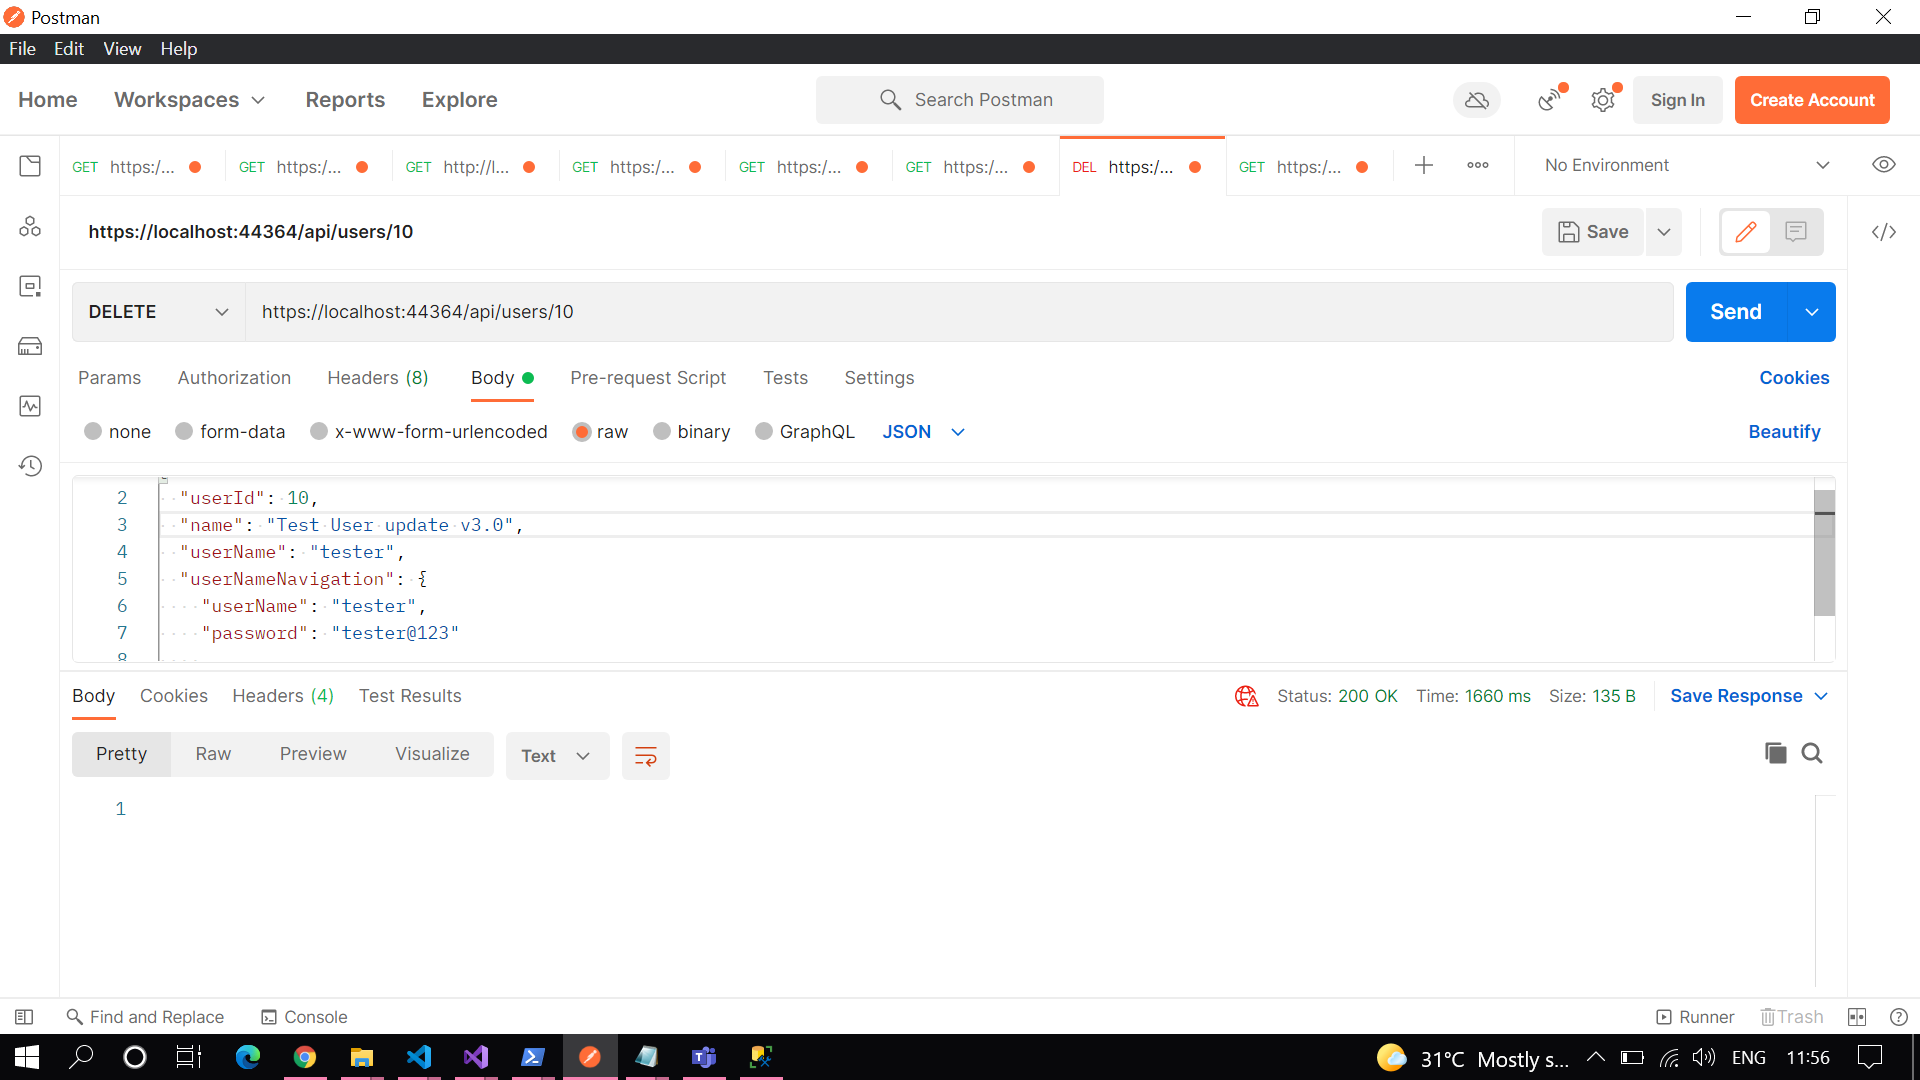 Postman
File Edit View Help
Home Workspaces Reports Explore Search Postman Sign In Create Account
GET https:/... GET https:/... GET http://l... GET https:/... GET https:/... GET https:/... DEL https:/... GET https:/... No Environment
https://localhost:44364/api/users/10 Save
DELETE https://localhost:44364/api/users/10 Send
Params Authorization Headers (8) Body Pre-request Script Tests Settings Cookies
none form-data x-www-form-urlencoded raw binary GraphQL JSON Beautify
2 "userId": 10,
3 "name": "Test User update v3.0",
4 "userName": "tester",
5 "userNameNavigation": {
6 "userName": "tester",
7 "password": "tester@123"
8
Body Cookies Headers (4) Test Results Status: 200 OK Time: 1660 ms Size: 135 B Save Response
Pretty Raw Preview Visualize Text
1
Find and Replace Console Runner Trash
31°C Mostly s... ENG 11:56